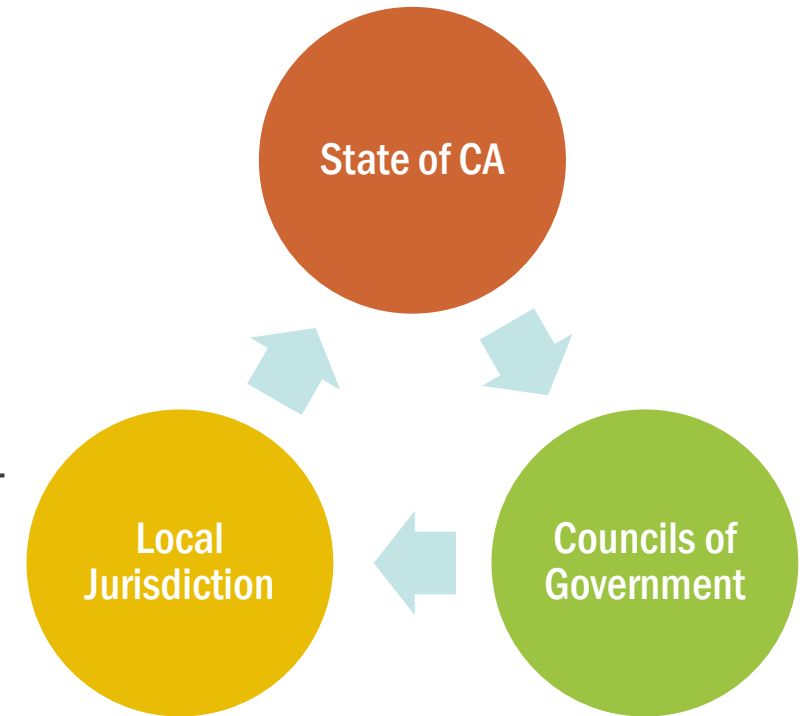 State of CA
Local
Jurisdiction
Councils of
Government